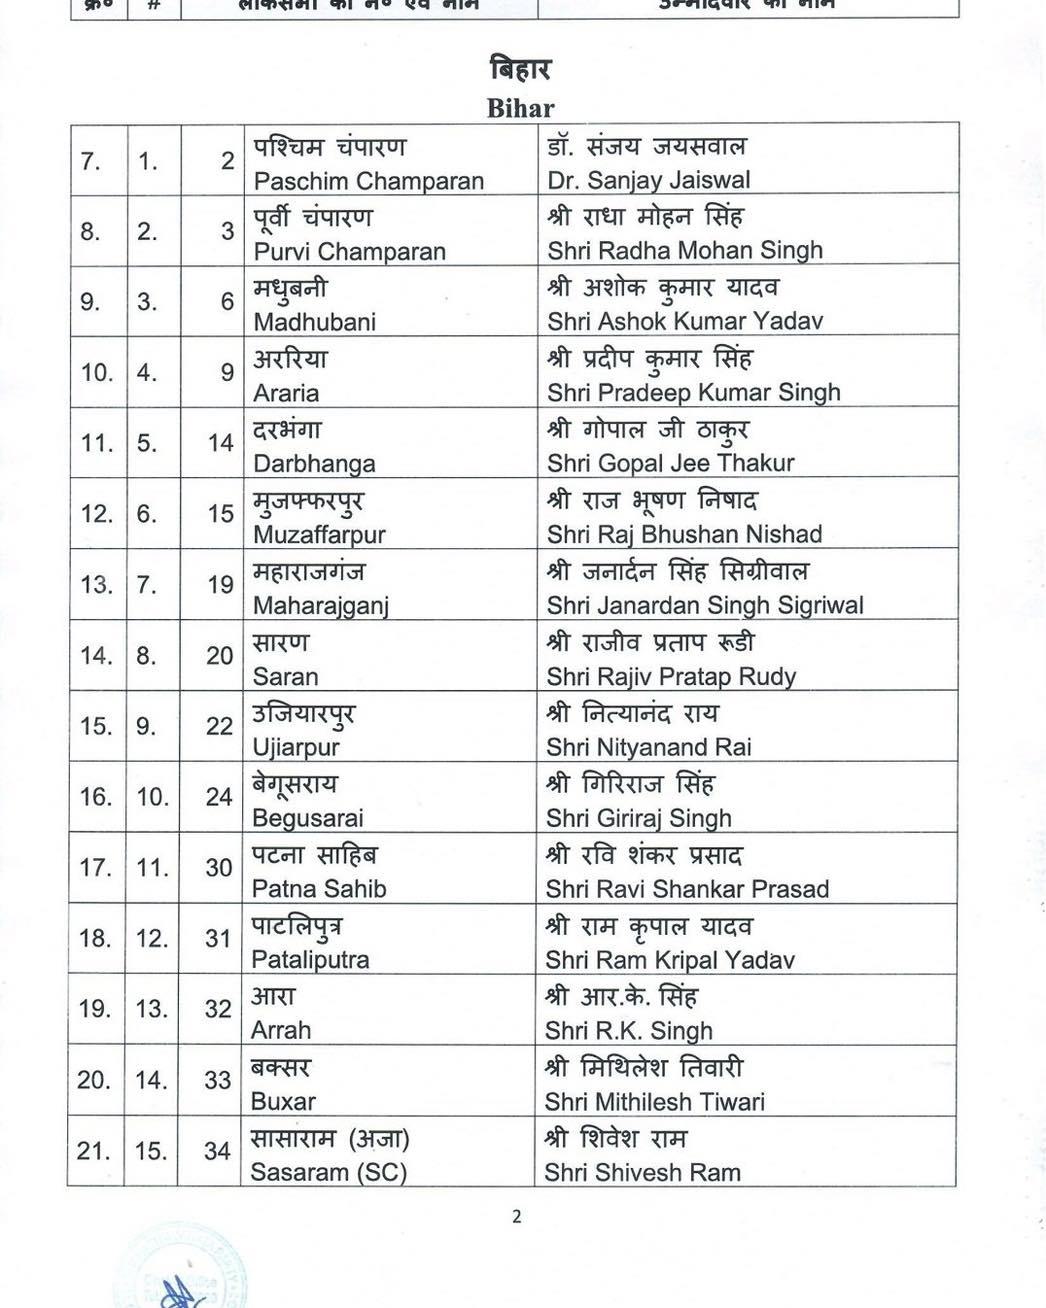 क्र० # लोकसभा की नं० एवं नाम उम्मीदवार का नाम
बिहार
Bihar
7. 1. 2 पश्चिम चंपारण डॉ. संजय जयसवाल
Paschim Champaran Dr. Sanjay Jaiswal
8. 2. 3 पूर्वी चंपारण श्री राधा मोहन सिंह
Purvi Champaran Shri Radha Mohan Singh
9. 3. 6 मधुबनी श्री अशोक कुमार यादव
Madhubani Shri Ashok Kumar Yadav
10. 4. 9 अररिया श्री प्रदीप कुमार सिंह
Araria Shri Pradeep Kumar Singh
11. 5. 14 दरभंगा श्री गोपाल जी ठाकुर
Darbhanga Shri Gopal Jee Thakur
12. 6. 15 मुजफ्फरपुर श्री राज भूषण निषाद
Muzaffarpur Shri Raj Bhushan Nishad
13. 7. 19 महाराजगंज श्री जनार्दन सिंह सिग्रीवाल
Maharajganj Shri Janardan Singh Sigriwal
14. 8. 20 सारण श्री राजीव प्रताप रूडी
Saran Shri Rajiv Pratap Rudy
15. 9. 22 उजियारपुर श्री नित्यानंद राय
Ujiarpur Shri Nityanand Rai
16. 10. 24 बेगूसराय श्री गिरिराज सिंह
Begusarai Shri Giriraj Singh
17. 11. 30 पटना साहिब श्री रवि शंकर प्रसाद
Patna Sahib Shri Ravi Shankar Prasad
18. 12. 31 पाटलिपुत्र श्री राम कृपाल यादव
Pataliputra Shri Ram Kripal Yadav
19. 13. 32 आरा श्री आर.के. सिंह
Arrah Shri R.K. Singh
20. 14. 33 बक्सर श्री मिथिलेश तिवारी
Buxar Shri Mithilesh Tiwari
21. 15. 34 सासाराम (अजा) श्री शिवेश राम
Sasaram (SC) Shri Shivesh Ram
2